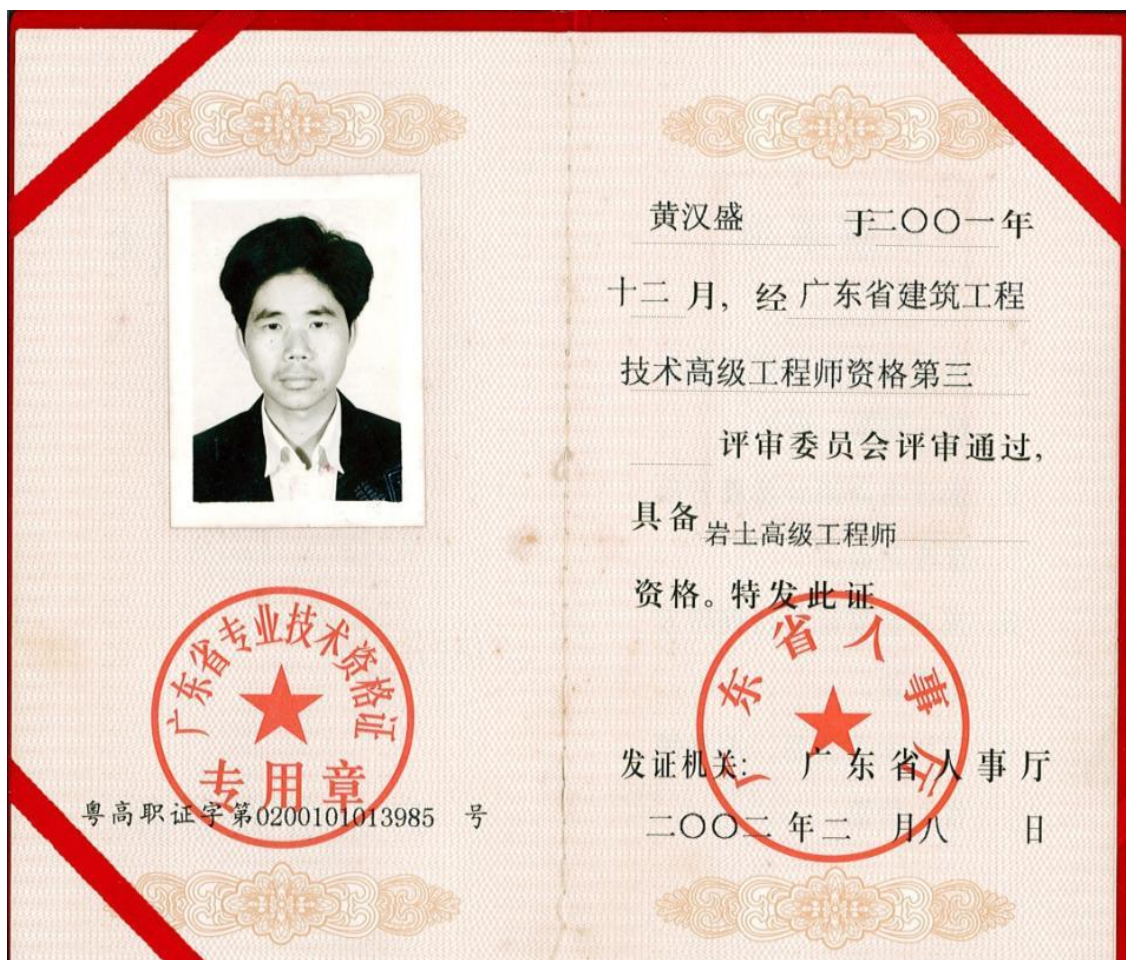 广东省专业技术资格证
专用章
粤高职证字第0200101013985 号
黄汉盛 于二〇〇一年
十二 月, 经 广东省建筑工程
技术高级工程师资格第三
评审委员会评审通过,
具备 岩土高级工程师
资格。特发此证
广东省人事厅
发证机关: 广东省人事厅
二〇〇二 年 二 月 八 日